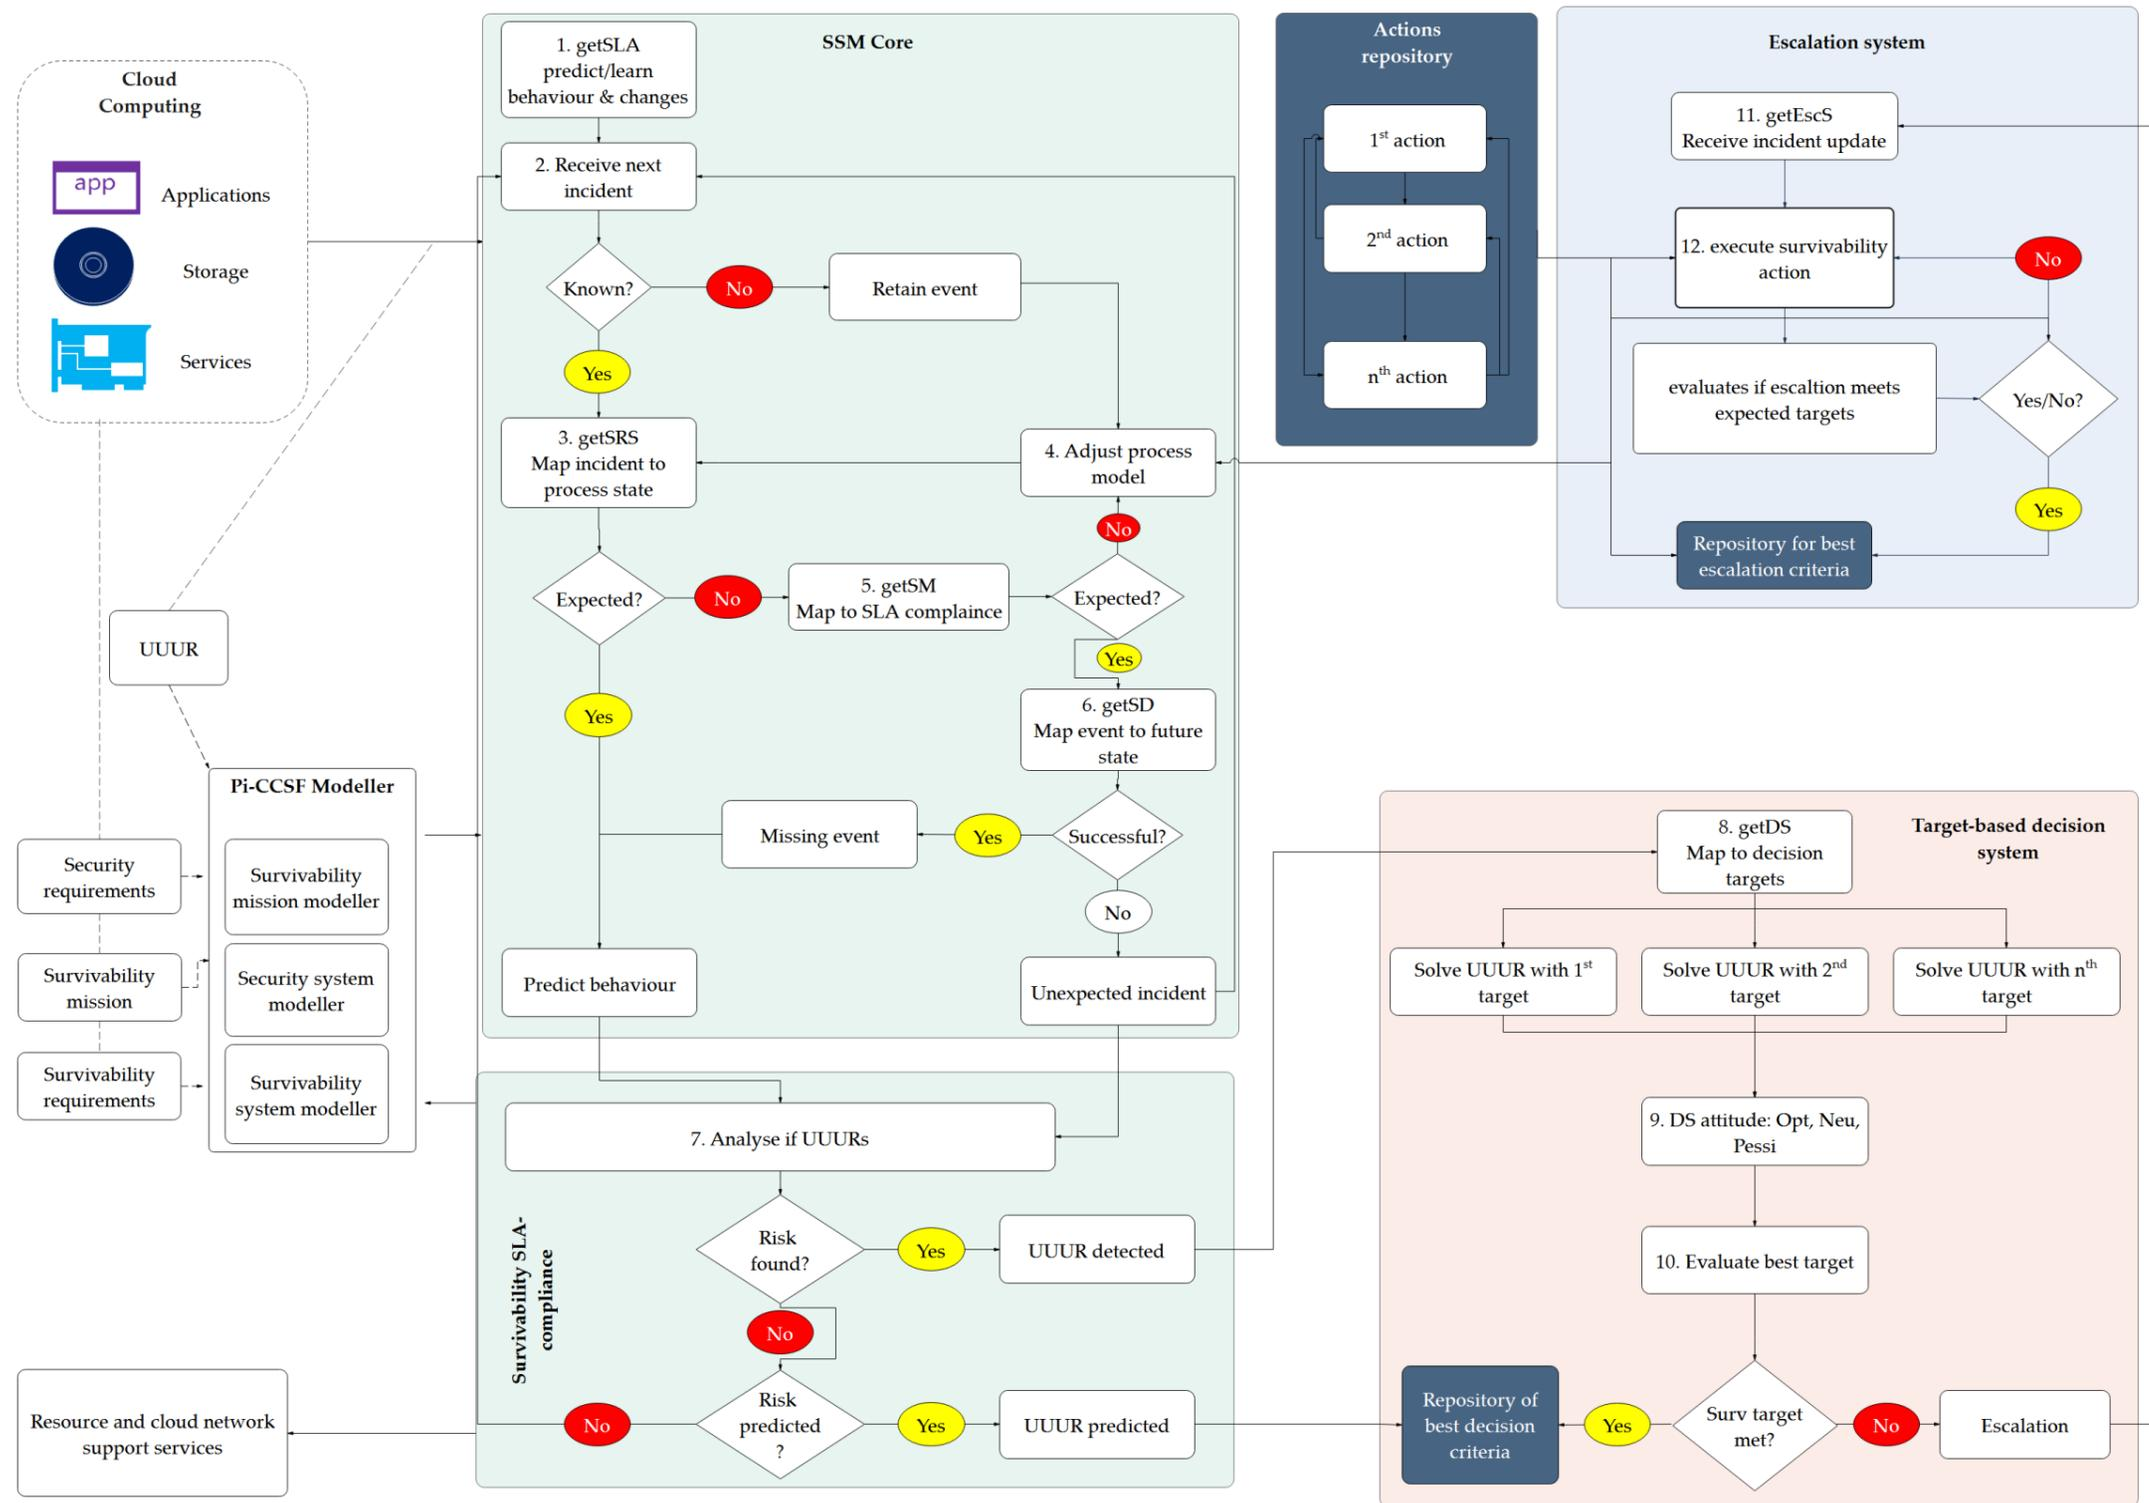 Cloud
Computing
app
Applications
Storage
Services
UUUR
Pi-CCSF Modeller
Security
requirements
Survivability
mission
Survivability
requirements
Survivability
mission modeller
Security system
modeller
Survivability
system modeller
Resource and cloud network
support services
SSM Core
1. getSLA
predict/learn
behaviour & changes
2. Receive next
incident
Known?
No
Retain event
Yes
3. getSRS
Map incident to
process state
4. Adjust process
model
No
Expected?
No
5. getSM
Map to SLA complaince
Expected?
Yes
Yes
6. getSD
Map event to future
state
Missing event
Yes
Successful?
No
Predict behaviour
Unexpected incident
Survivability SLA-
compliance
7. Analyse if UUURs
Risk
found?
Yes
UUUR detected
No
Risk
predicted
?
No
Yes
UUUR predicted
Actions
repository
1st action
2nd action
nth action
Escalation system
11. getEscS
Receive incident update
12. execute survivability
action
No
evaluates if escaltion meets
expected targets
Yes/No?
Yes
Repository for best
escalation criteria
Target-based decision
system
8. getDS
Map to decision
targets
Solve UUUR with 1st
target
Solve UUUR with 2nd
target
Solve UUUR with nth
target
9. DS attitude: Opt, Neu,
Pessi
10. Evaluate best target
Repository of
best decision
criteria
Yes
Surv target
met?
No
Escalation